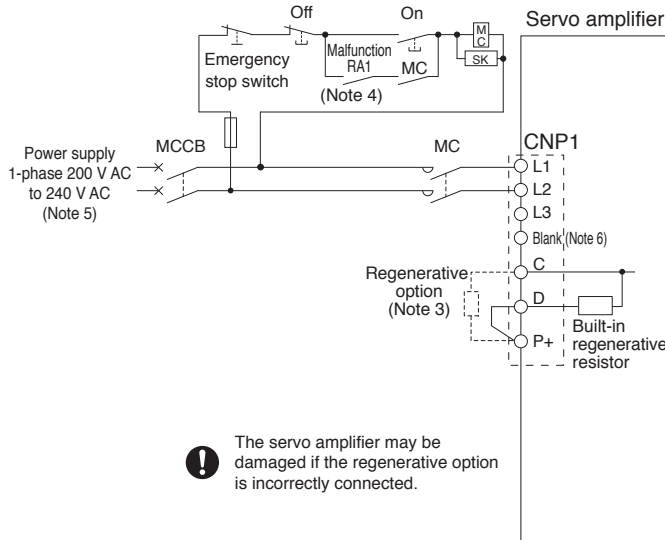 Off
On
Servo amplifier
Emergency
stop switch
Malfunction
RA1
(Note 4)
MC
M
C
SK
Power supply
1-phase 200 V AC
to 240 V AC
(Note 5)
MCCB
MC
CNP1
L1
L2
L3
Blank (Note 6)
C
D
P+
Regenerative
option
(Note 3)
Built-in
regenerative
resistor
The servo amplifier may be
damaged if the regenerative option
is incorrectly connected.